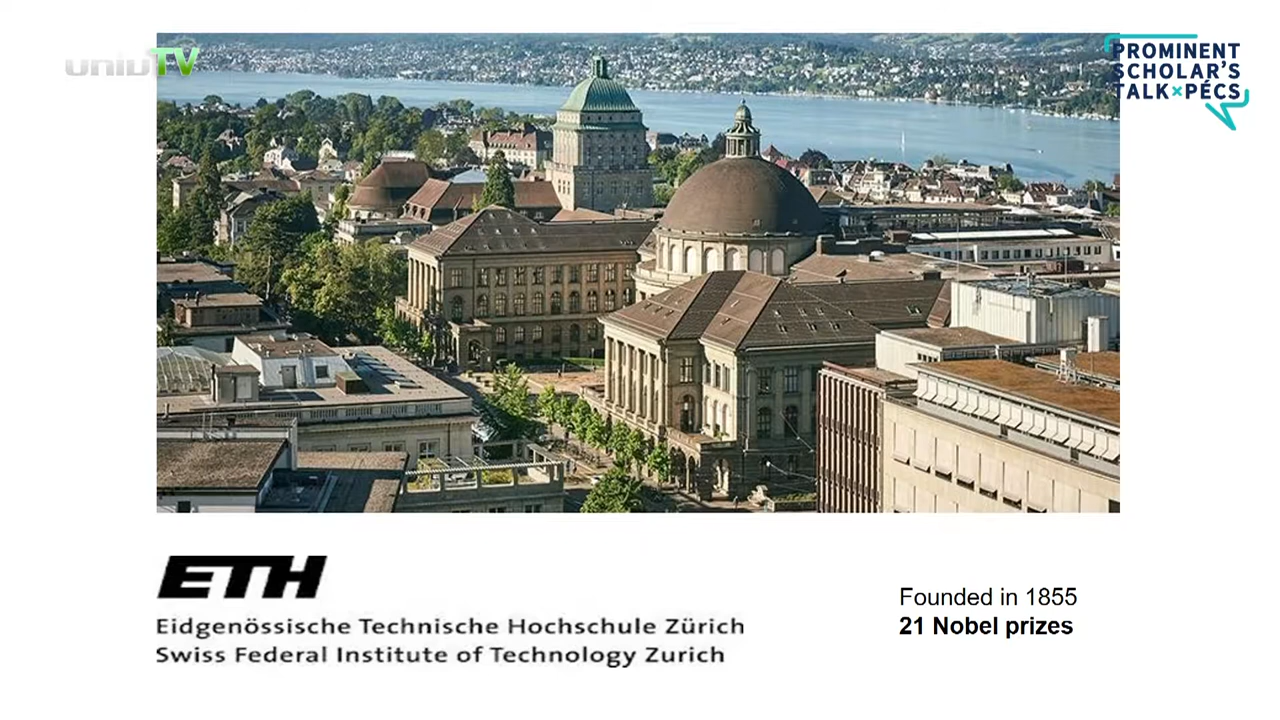 univTV
PROMINENT
SCHOLAR'S
TALK×PÉCS
ETH
Eidgenössische Technische Hochschule Zürich
Swiss Federal Institute of Technology Zurich
Founded in 1855
21 Nobel prizes